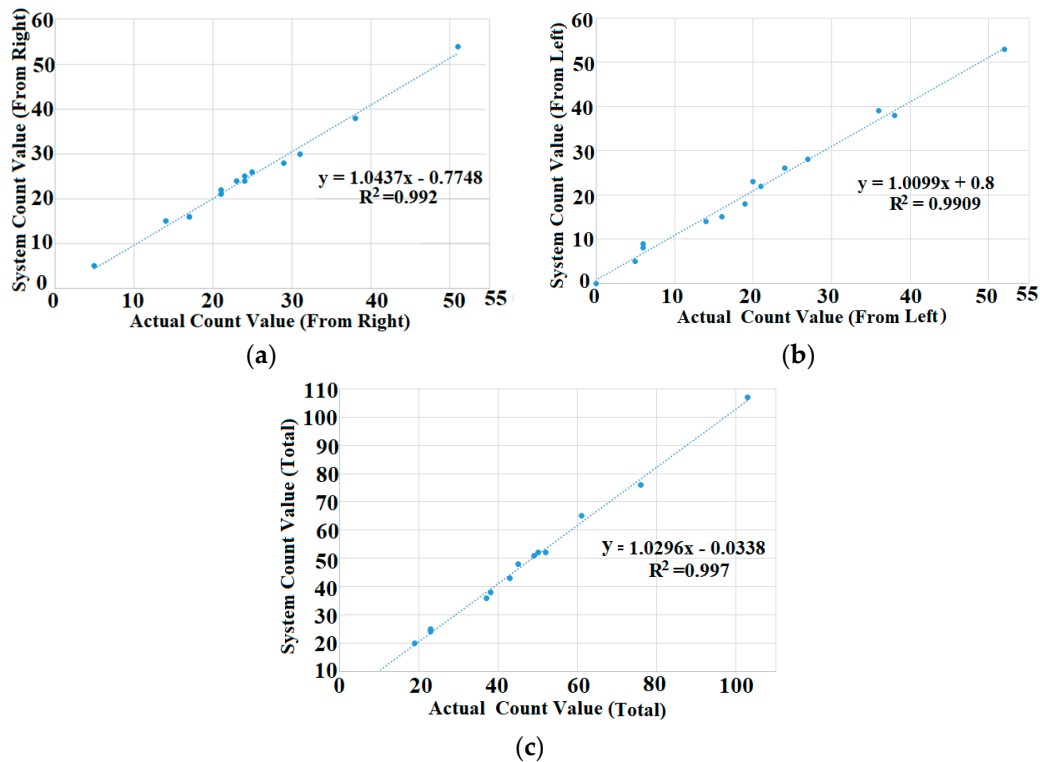 System Count Value (From Right)
60
50
40
30
20
10
0
0 10 20 30 40 50 55
Actual Count Value (From Right)
y = 1.0437x - 0.7748
R² =0.992
(a)
System Count Value (From Left)
60
50
40
30
20
10
0
0 10 20 30 40 50 55
Actual Count Value (From Left)
y = 1.0099x + 0.8
R² = 0.9909
(b)
System Count Value (Total)
110
100
90
80
70
60
50
40
30
20
10
0 20 40 60 80 100
Actual Count Value (Total)
y = 1.0296x - 0.0338
R² =0.997
(c)